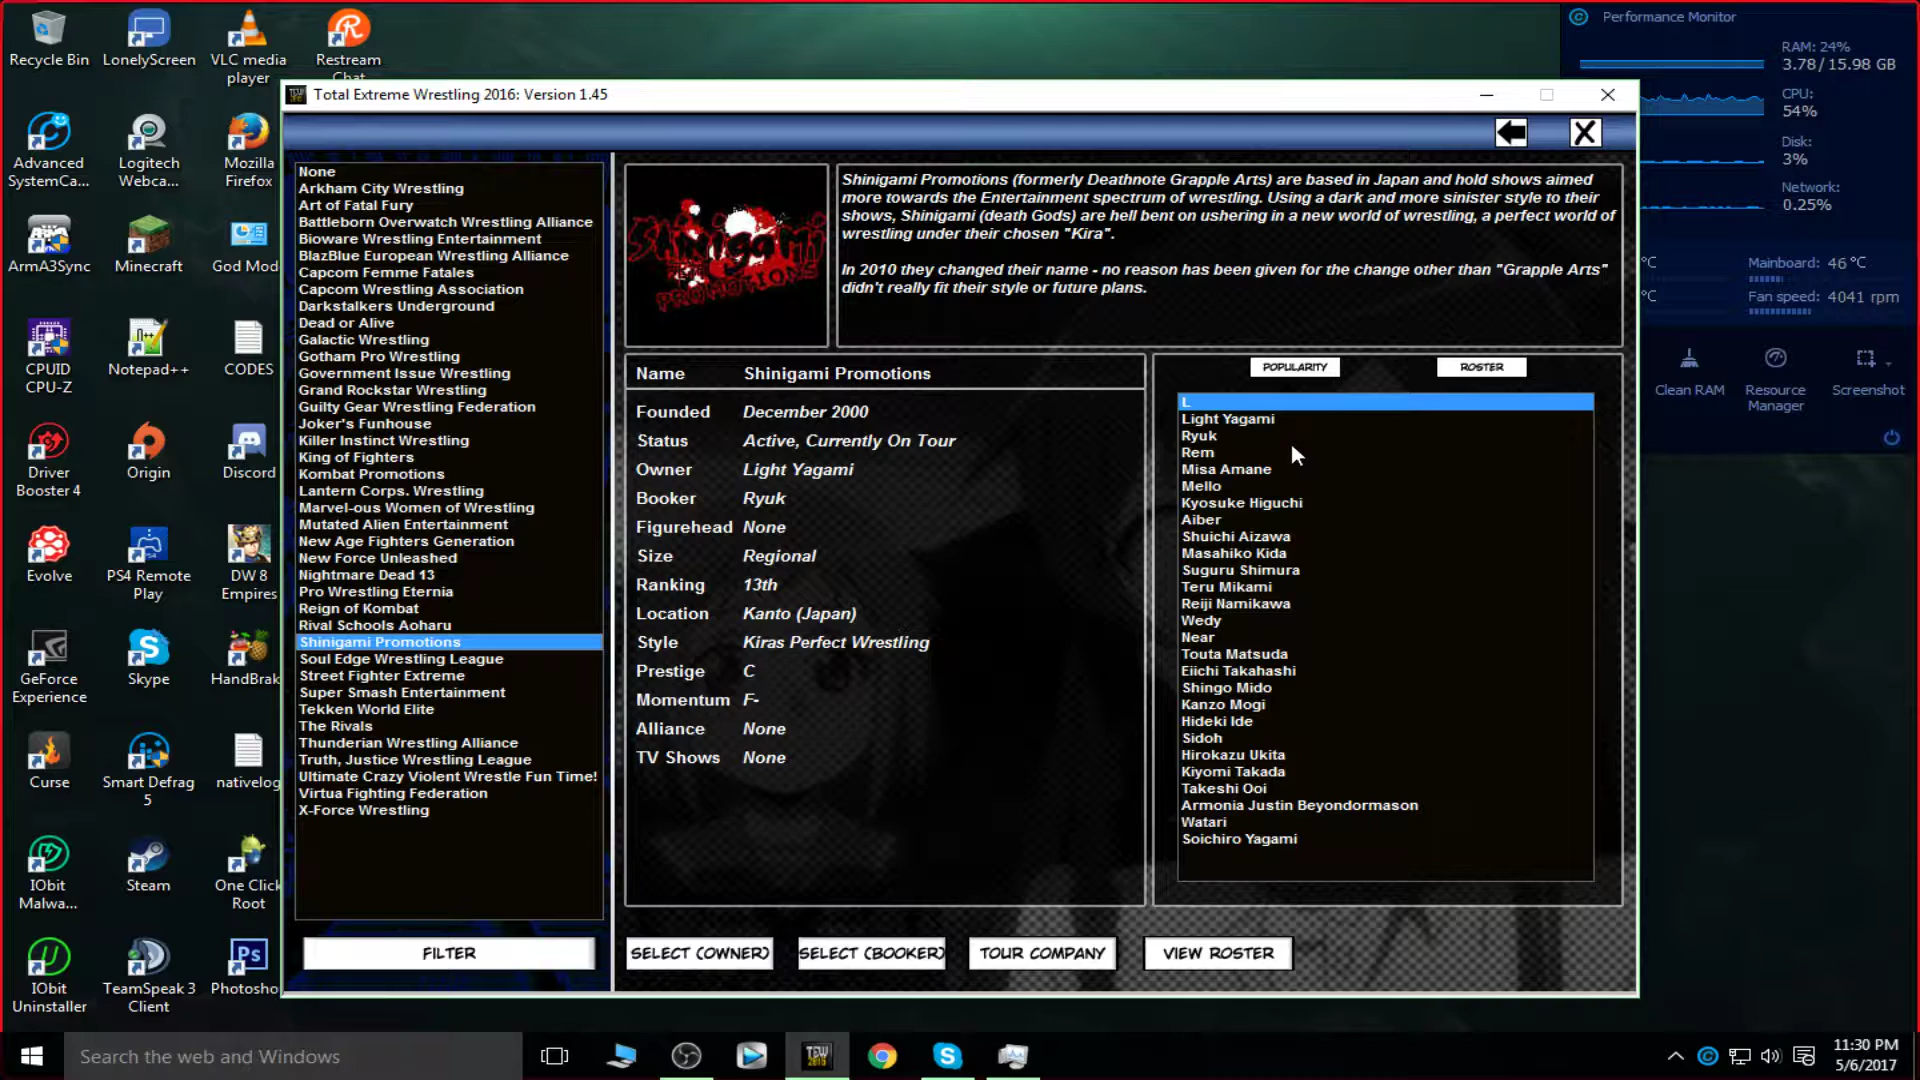 Recycle Bin
LonelyScreen
VLC media
player
Restream
Chat
Performance Monitor
RAM: 24%
3.78 / 15.98 GB
CPU:
54%
Disk:
3%
Network:
0.25%
°C
Mainboard: 46 °C
°C
Fan speed: 4041 rpm
Clean RAM
Resource
Manager
Screenshot
Advanced
SystemCa...
Logitech
Webca...
Mozilla
Firefox
ArmA3Sync
Minecraft
God Mod
CPUID
CPU-Z
Notepad++
CODES
Driver
Booster 4
Origin
Discord
Evolve
PS4 Remote
Play
DW 8
Empires
GeForce
Experience
Skype
HandBrak
Curse
Smart Defrag
5
nativelog
IObit
Malwa...
Steam
One Click
Root
IObit
Uninstaller
TeamSpeak 3
Client
Photosho
Total Extreme Wrestling 2016: Version 1.45
None
Arkham City Wrestling
Art of Fatal Fury
Battleborn Overwatch Wrestling Alliance
Bioware Wrestling Entertainment
BlazBlue European Wrestling Alliance
Capcom Femme Fatales
Capcom Wrestling Association
Darkstalkers Underground
Dead or Alive
Galactic Wrestling
Gotham Pro Wrestling
Government Issue Wrestling
Grand Rockstar Wrestling
Guilty Gear Wrestling Federation
Joker's Funhouse
Killer Instinct Wrestling
King of Fighters
Kombat Promotions
Lantern Corps. Wrestling
Marvel-ous Women of Wrestling
Mutated Alien Entertainment
New Age Fighters Generation
New Force Unleashed
Nightmare Dead 13
Pro Wrestling Eternia
Reign of Kombat
Rival Schools Aoharu
Shinigami Promotions
Soul Edge Wrestling League
Street Fighter Extreme
Super Smash Entertainment
Tekken World Elite
The Rivals
Thunderian Wrestling Alliance
Truth, Justice Wrestling League
Ultimate Crazy Violent Wrestle Fun Time!
Virtua Fighting Federation
X-Force Wrestling
FILTER
Shinigami
PROMOTIONS
Shinigami Promotions (formerly Deathnote Grapple Arts) are based in Japan and hold shows aimed
more towards the Entertainment spectrum of wrestling. Using a dark and more sinister style to their
shows, Shinigami (death Gods) are hell bent on ushering in a new world of wrestling, a perfect world of
wrestling under their chosen "Kira".
In 2010 they changed their name - no reason has been given for the change other than "Grapple Arts"
didn't really fit their style or future plans.
Name Shinigami Promotions
Founded December 2000
Status Active, Currently On Tour
Owner Light Yagami
Booker Ryuk
Figurehead None
Size Regional
Ranking 13th
Location Kanto (Japan)
Style Kiras Perfect Wrestling
Prestige C
Momentum F-
Alliance None
TV Shows None
POPULARITY
ROSTER
L
Light Yagami
Ryuk
Rem
Misa Amane
Mello
Kyosuke Higuchi
Aiber
Shuichi Aizawa
Masahiko Kida
Suguru Shimura
Teru Mikami
Reiji Namikawa
Wedy
Near
Touta Matsuda
Eiichi Takahashi
Shingo Mido
Kanzo Mogi
Hideki Ide
Sidoh
Hirokazu Ukita
Kiyomi Takada
Takeshi Ooi
Armonia Justin Beyondormason
Watari
Soichiro Yagami
SELECT (OWNER)
SELECT (BOOKER)
TOUR COMPANY
VIEW ROSTER
Search the web and Windows
11:30 PM
5/6/2017